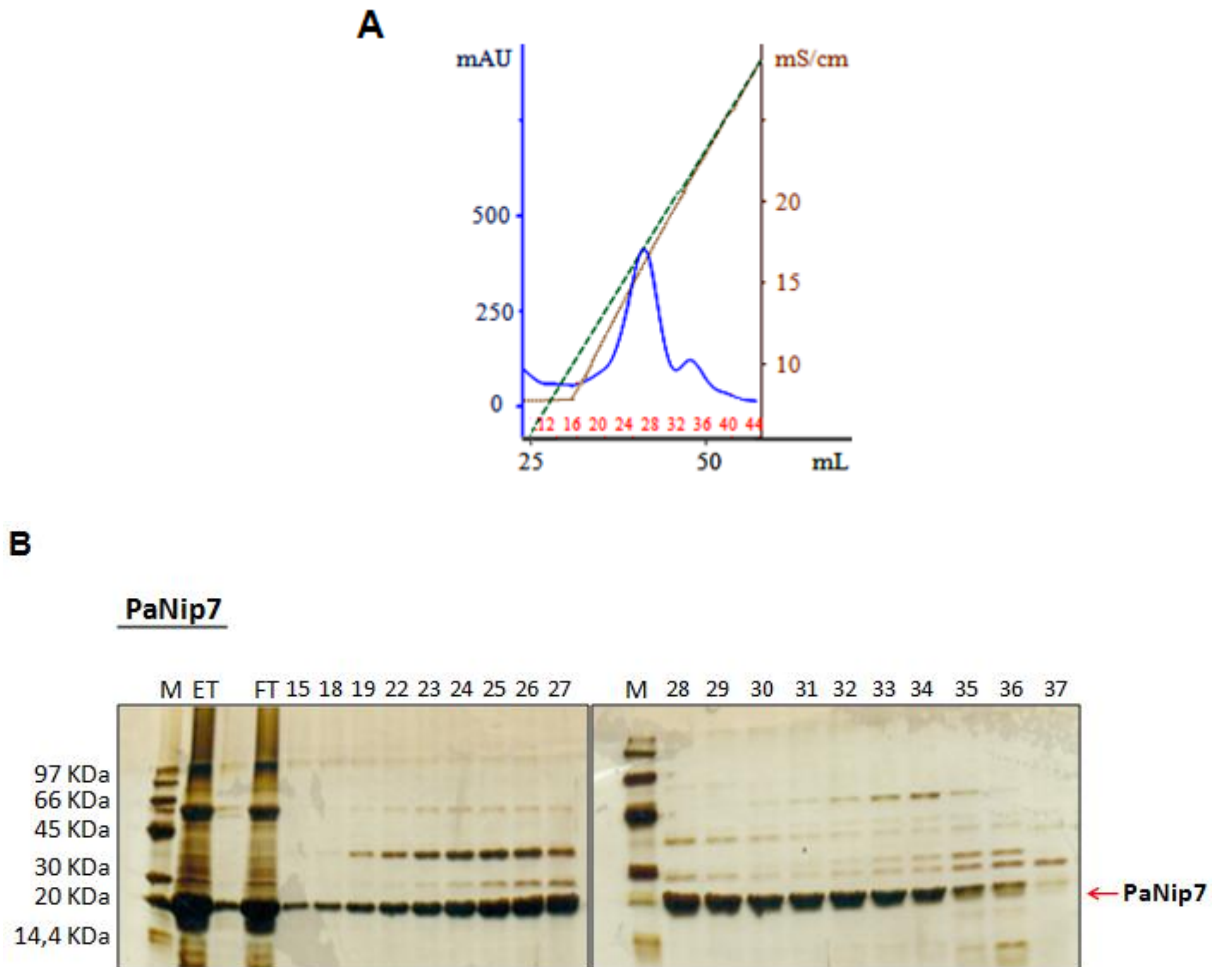 A
mAU mS/cm
500 20
15
250 10
0
12 16 20 24 28 32 36 40 44
25 50 mL
B
PaNip7
M ET FT 15 18 19 22 23 24 25 26 27 M 28 29 30 31 32 33 34 35 36 37
97 KDa
66 KDa
45 KDa
30 KDa
20 KDa
14,4 KDa
←PaNip7